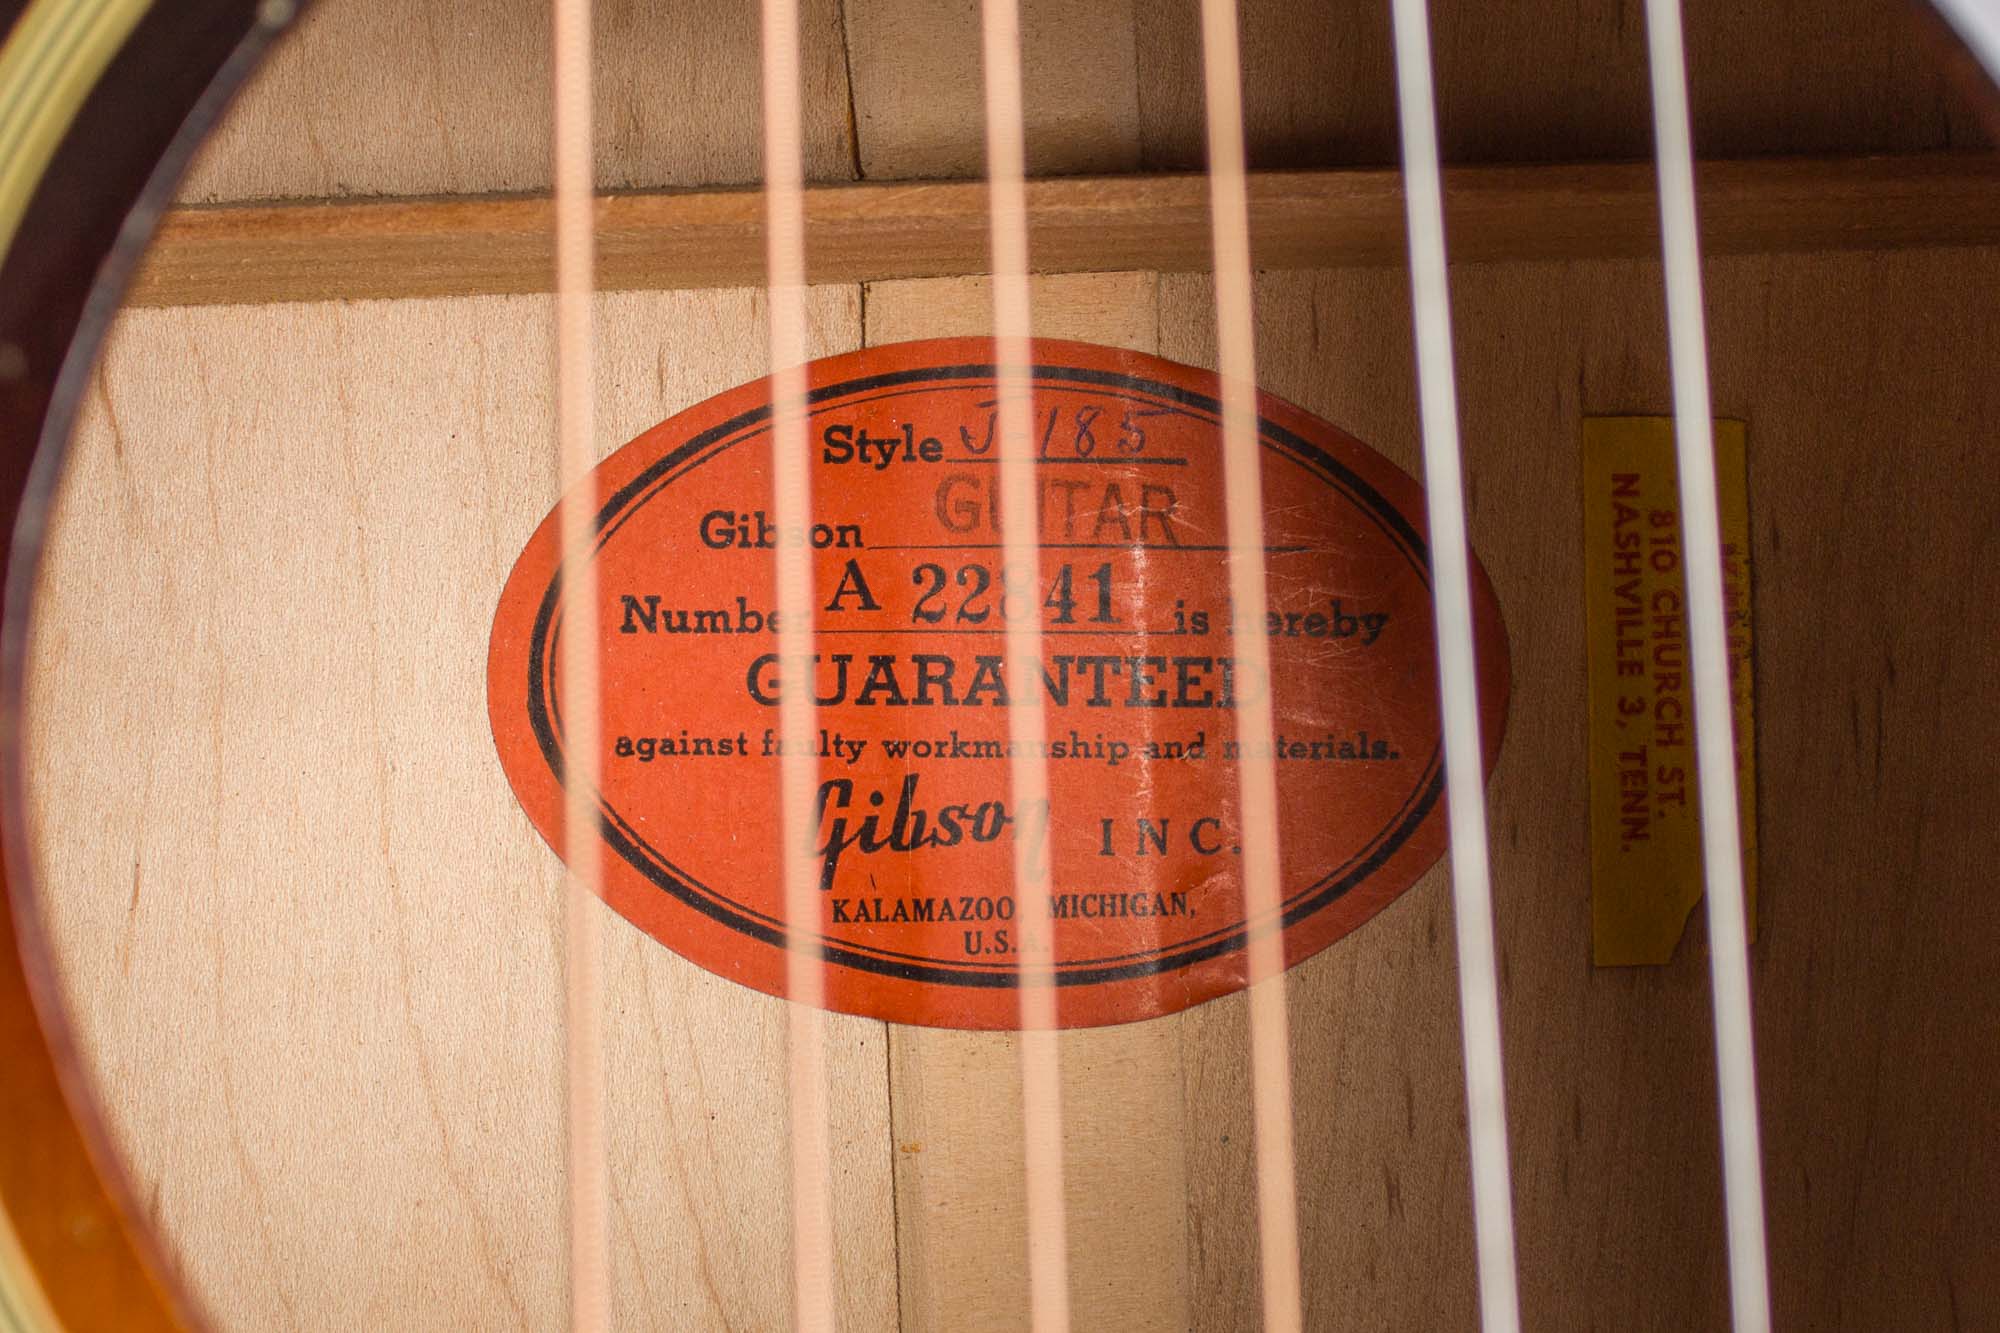 Style J-185
Gibson GUITAR
Number A 22841 is hereby
GUARANTEED
against faulty workmanship and materials.
Gibson INC.
KALAMAZOO, MICHIGAN,
U.S.A.
810 CHURCH ST.
NASHVILLE 3, TENN.